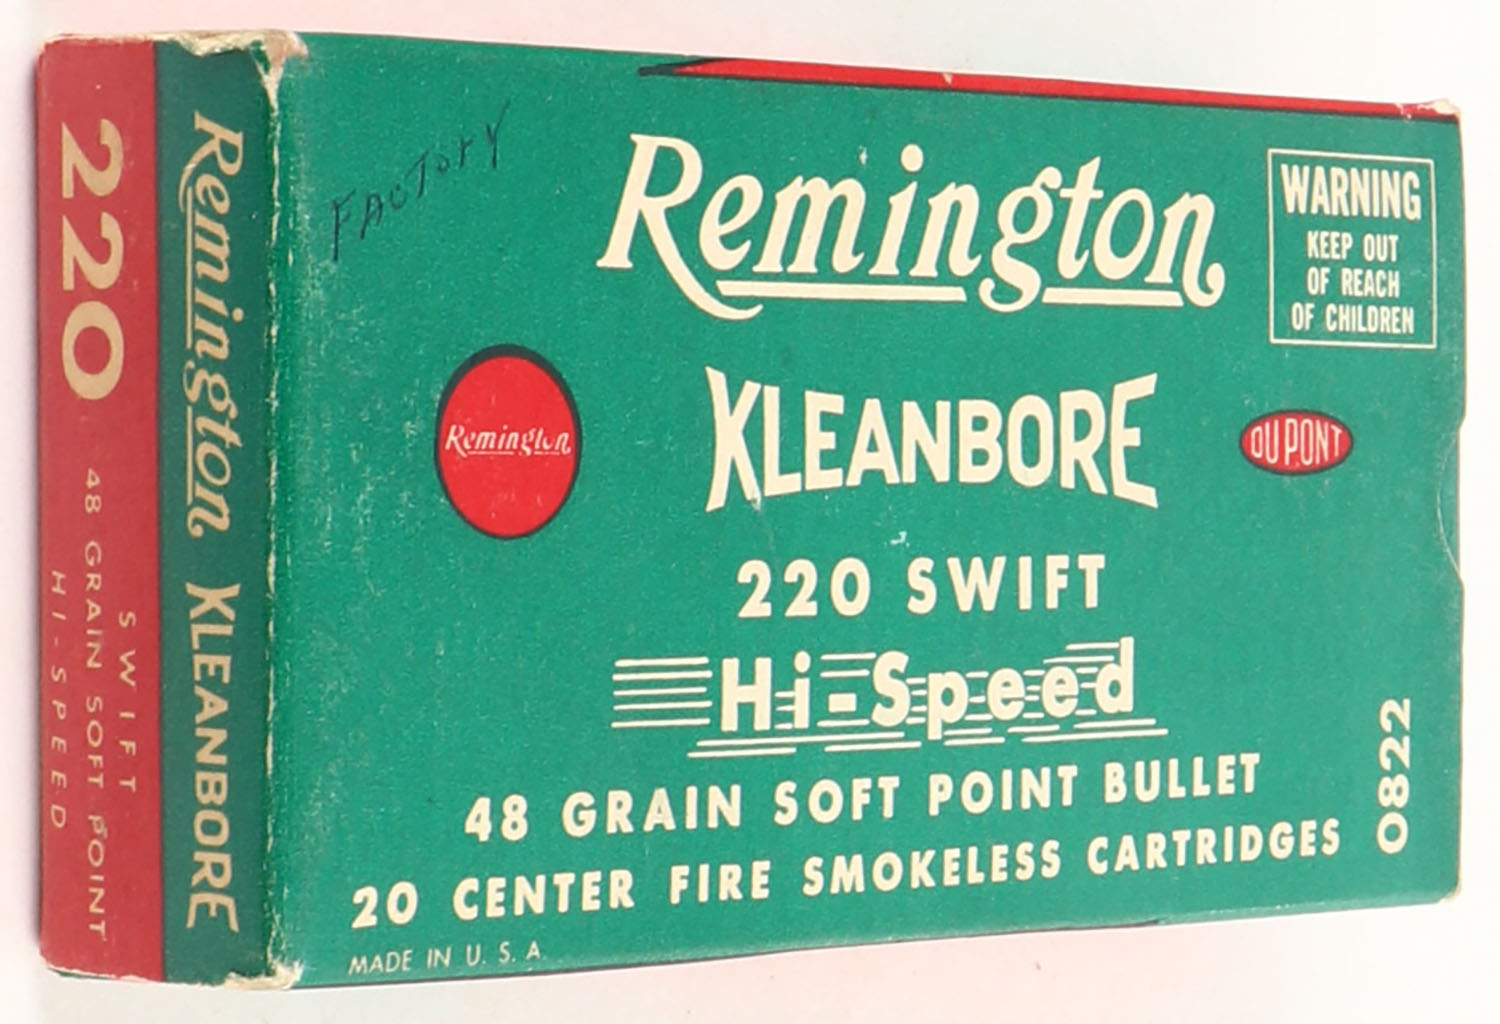 FACTORY
Remington
WARNING
KEEP OUT
OF REACH
OF CHILDREN
Remington
KLEANBORE
DU PONT
220 SWIFT
Hi-Speed
48 GRAIN SOFT POINT BULLET
20 CENTER FIRE SMOKELESS CARTRIDGES
MADE IN U. S. A.
0822
Remington KLEANBORE
220
SWIFT
48 GRAIN SOFT POINT
HI-SPEED